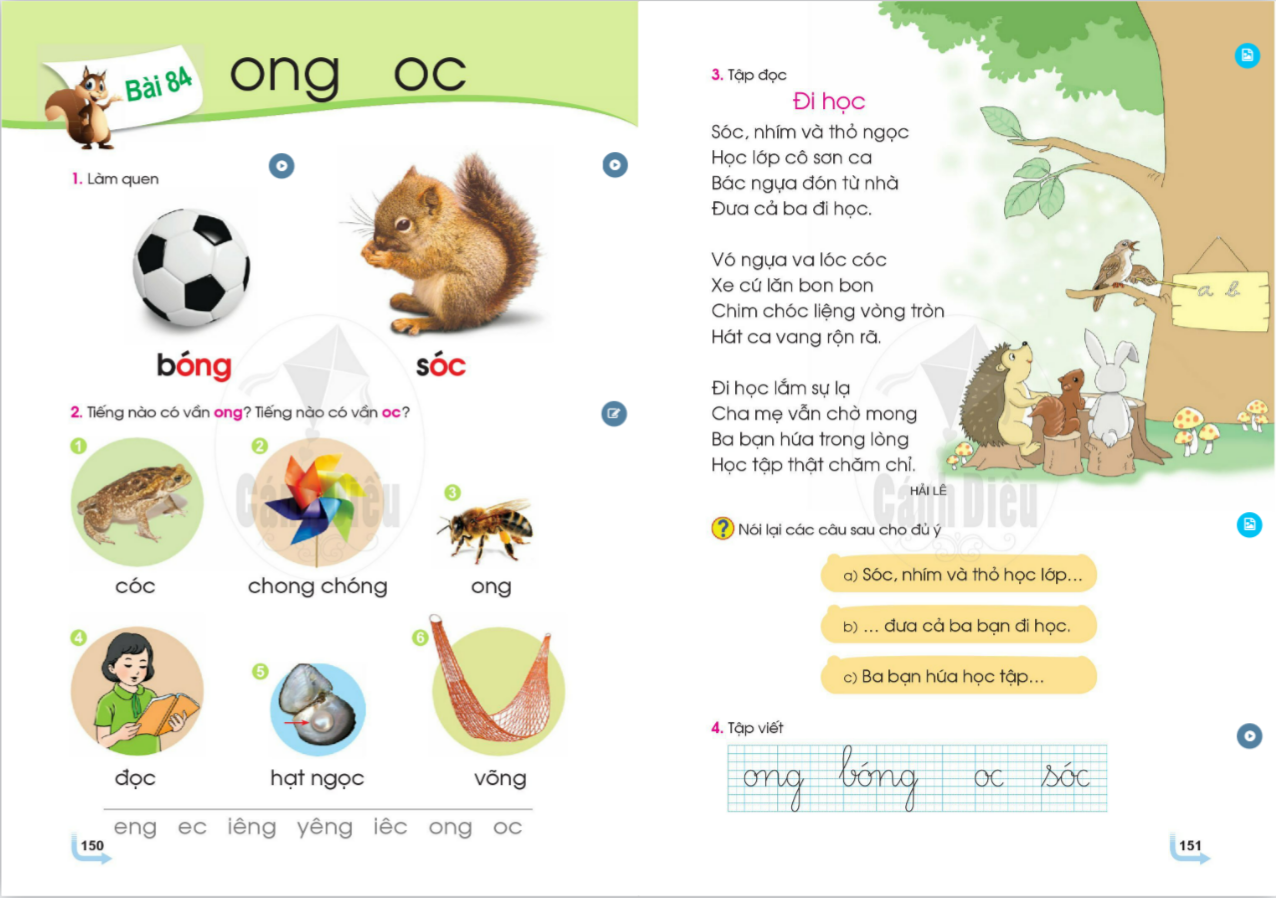 Bài 84
ong oc
1. Làm quen
bóng
sóc
2. Tiếng nào có vần ong? Tiếng nào có vần oc?
1
cóc
2
chong chóng
3
ong
4
đọc
5
hạt ngọc
6
võng
eng ec iêng yêng iêc ong oc
150
3. Tập đọc
Đi học
Sóc, nhím và thỏ ngọc
Học lớp cô sơn ca
Bác ngựa đón từ nhà
Đưa cả ba đi học.
Vó ngựa va lóc cóc
Xe cứ lăn bon bon
Chim chóc liệng vòng tròn
Hát ca vang rộn rã.
Đi học lắm sự lạ
Cha mẹ vẫn chờ mong
Ba bạn hứa trong lòng
Học tập thật chăm chỉ.
HẢI LÊ
a b
? Nói lại các câu sau cho đủ ý
a) Sóc, nhím và thỏ học lớp...
b) ... đưa cả ba bạn đi học.
c) Ba bạn hứa học tập...
4. Tập viết
ong bóng oc sóc
151
Cánh Diều
Cánh Diều